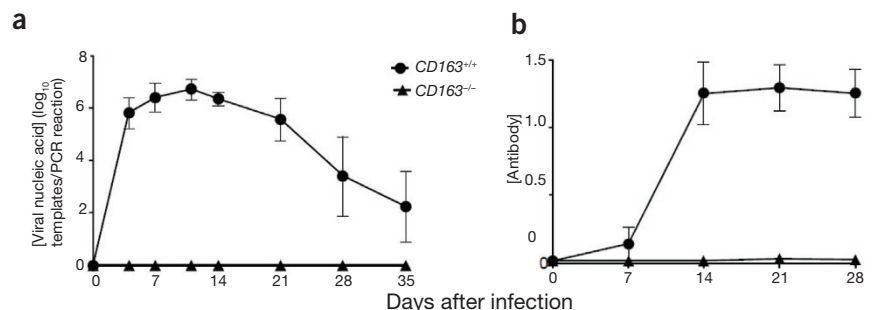 a
b
8
6
4
2
0
[Viral nucleic acid] (log10
templates/PCR reaction)
CD163+/+
CD163−/−
0 7 14 21 28 35
1.5
1.0
0.5
0
0
[Antibody]
0 7 14 21 28
Days after infection